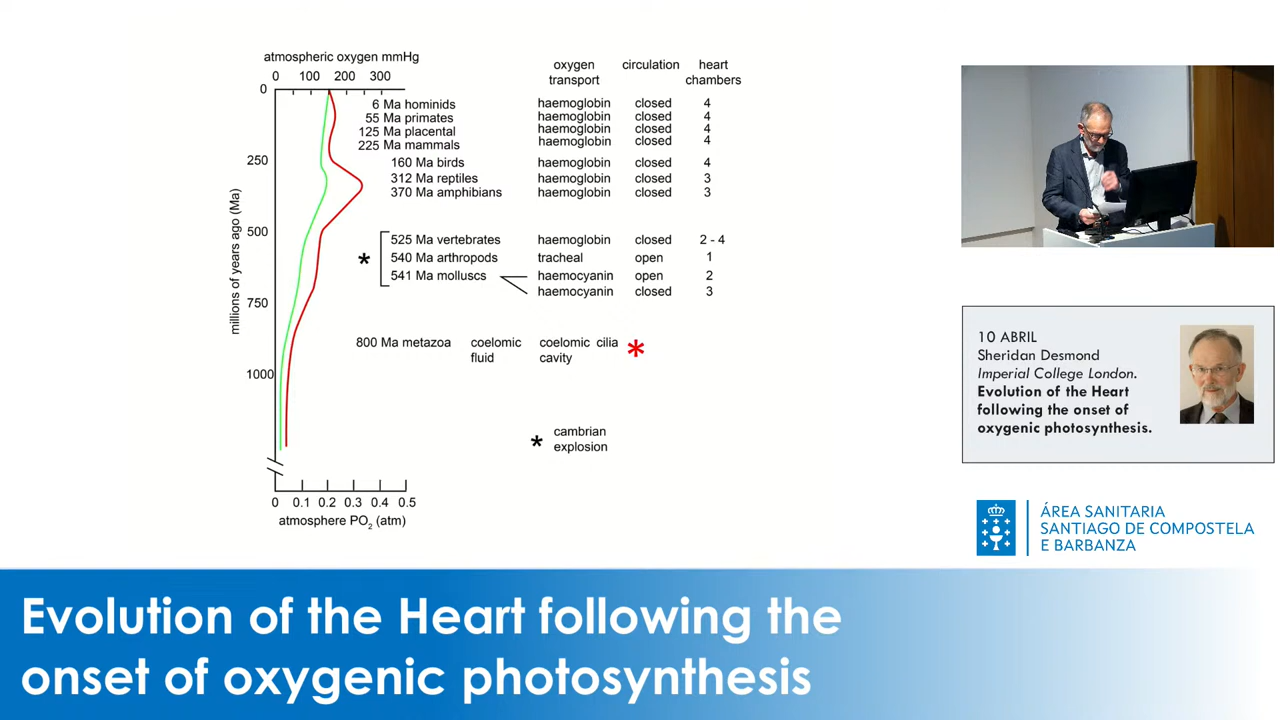 atmospheric oxygen mmHg
0 100 200 300
oxygen transport
circulation
heart chambers
0
6 Ma hominids haemoglobin closed 4
55 Ma primates haemoglobin closed 4
125 Ma placental haemoglobin closed 4
225 Ma mammals haemoglobin closed 4
250
160 Ma birds haemoglobin closed 4
312 Ma reptiles haemoglobin closed 3
370 Ma amphibians haemoglobin closed 3
millions of years ago (Ma)
500
525 Ma vertebrates haemoglobin closed 2 - 4
* 540 Ma arthropods tracheal open 1
541 Ma molluscs haemocyanin open 2
haemocyanin closed 3
750
800 Ma metazoa coelomic fluid coelomic cavity cilia *
1000
* cambrian
explosion
0 0.1 0.2 0.3 0.4 0.5
atmosphere PO2 (atm)
10 ABRIL
Sheridan Desmond
Imperial College London.
Evolution of the Heart
following the onset of
oxygenic photosynthesis.
ÁREA SANITARIA
SANTIAGO DE COMPOSTELA
E BARBANZA
Evolution of the Heart following the
onset of oxygenic photosynthesis